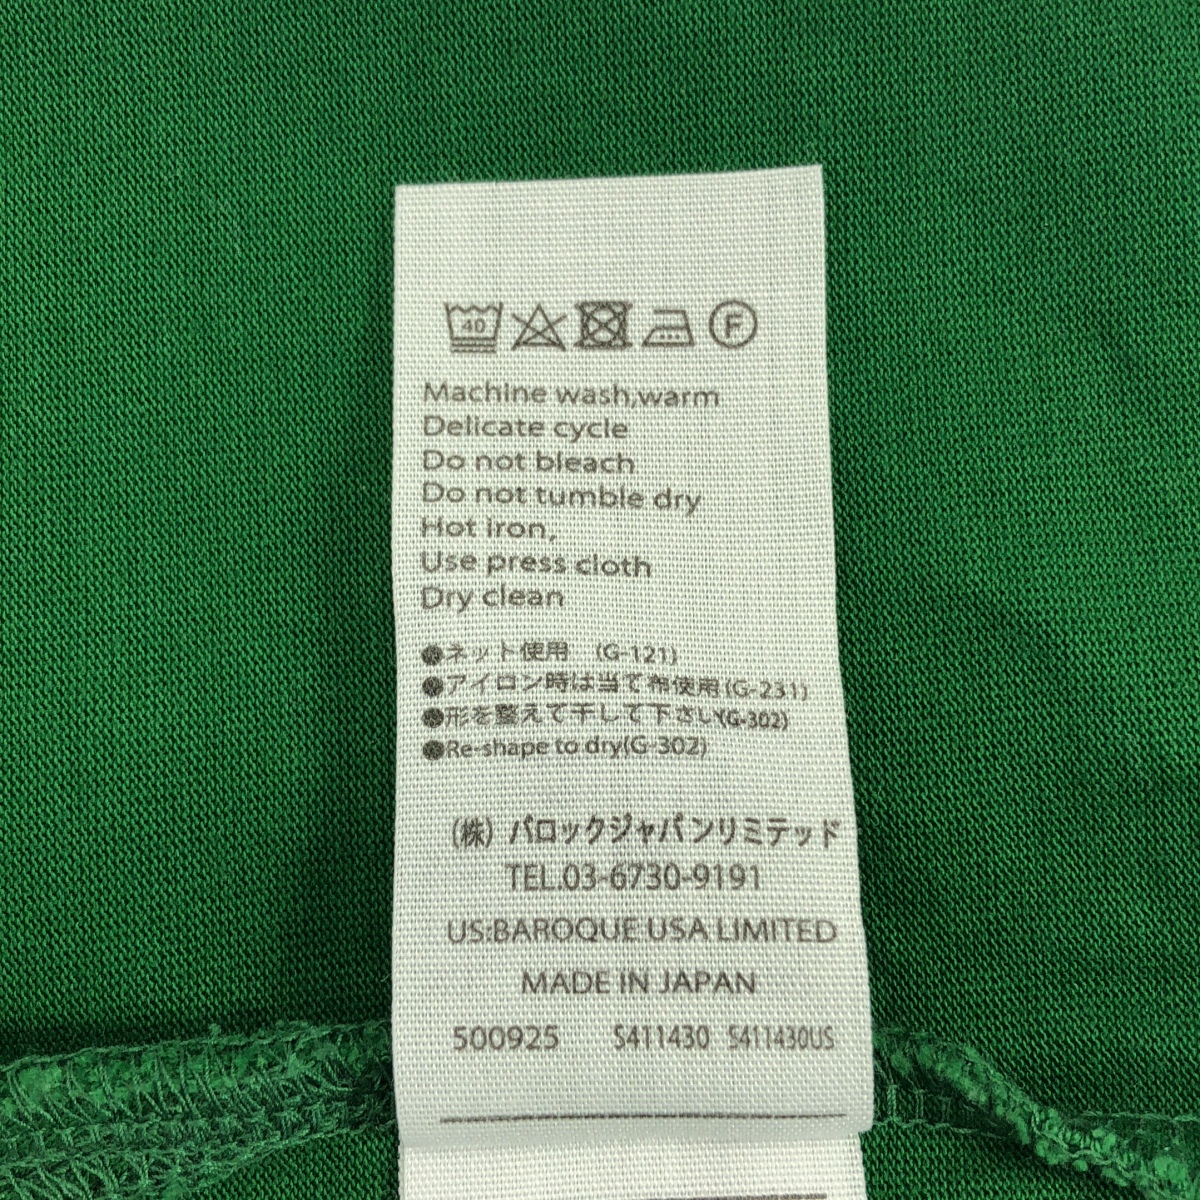 40 F
Machine wash,warm
Delicate cycle
Do not bleach
Do not tumble dry
Hot iron,
Use press cloth
Dry clean
●ネット使用 (G-121)
●アイロン時は当て布使用(G-231)
●形を整えて干して下さい(G-302)
●Re-shape to dry(G-302)
(株) バロックジャパンリミテッド
TEL.03-6730-9191
US:BAROQUE USA LIMITED
MADE IN JAPAN
500925 S411430 S411430US